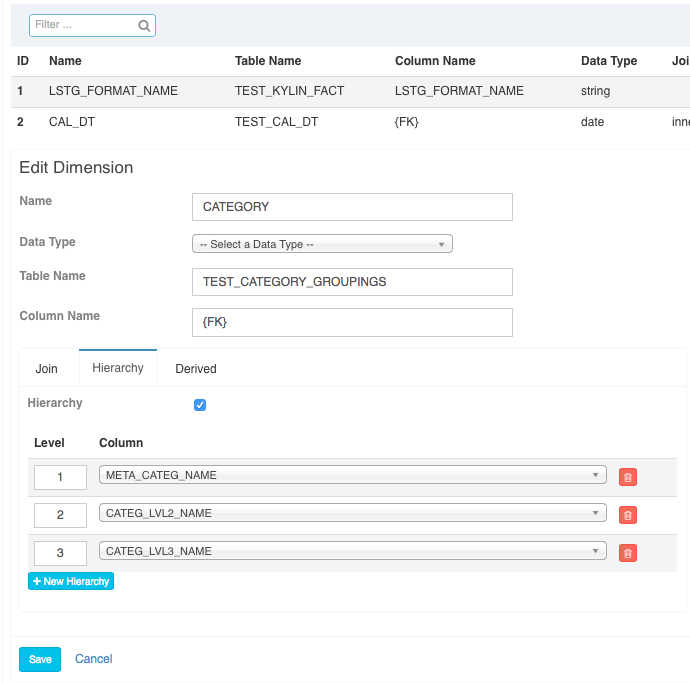 Filter ...
ID Name Table Name Column Name Data Type Joi
1 LSTG_FORMAT_NAME TEST_KYLIN_FACT LSTG_FORMAT_NAME string
2 CAL_DT TEST_CAL_DT {FK} date inne
Edit Dimension
Name CATEGORY
Data Type -- Select a Data Type --
Table Name TEST_CATEGORY_GROUPINGS
Column Name {FK}
Join Hierarchy Derived
Hierarchy
Level Column
1 META_CATEG_NAME
2 CATEG_LVL2_NAME
3 CATEG_LVL3_NAME
+ New Hierarchy
Save Cancel